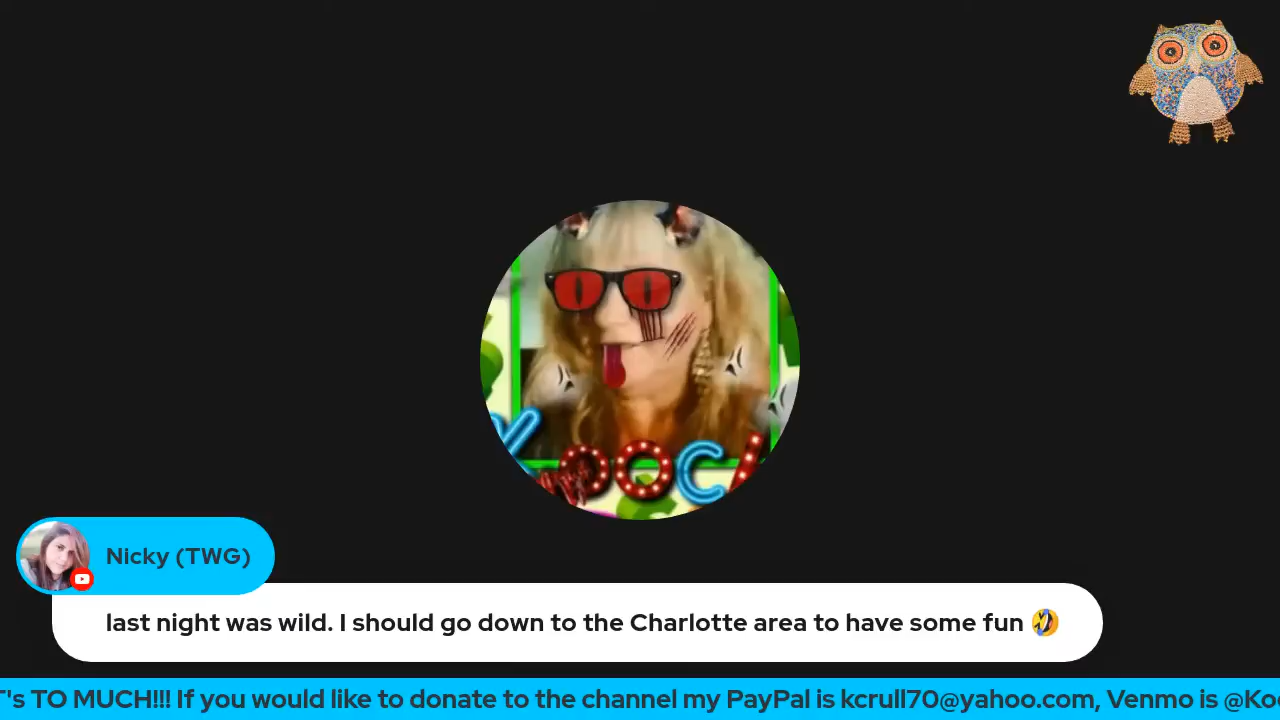 Nicky (TWG)
last night was wild. I should go down to the Charlotte area to have some fun 🤣
T's TO MUCH!!! If you would like to donate to the channel my PayPal is kcrull70@yahoo.com, Venmo is @Koo